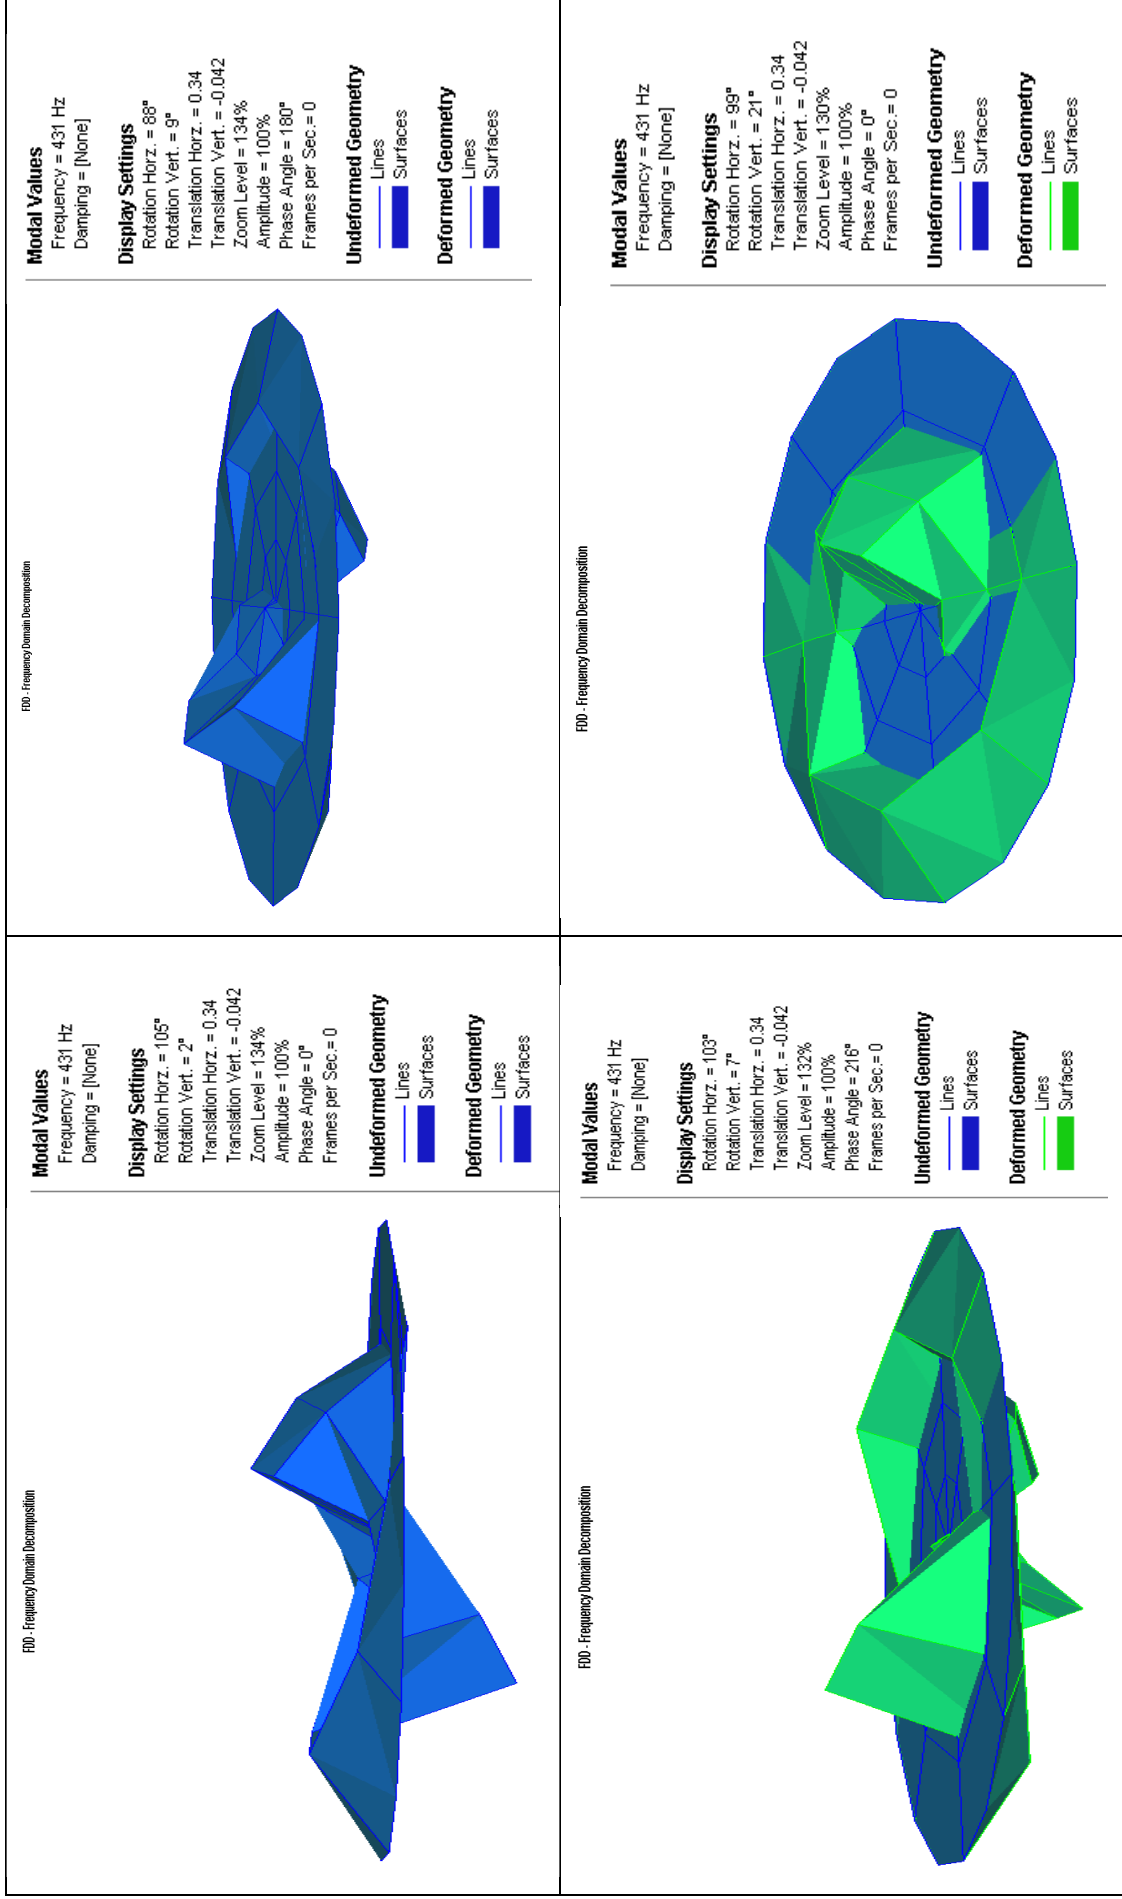 FDD - Frequency Domain Decomposition
Modal Values
Frequency = 431 Hz
Damping = [None]
Display Settings
Rotation Horz. = 105°
Rotation Vert. = 2°
Translation Horz. = 0.34
Translation Vert. = -0.042
Zoom Level = 134%
Amplitude = 100%
Phase Angle = 0°
Frames per Sec.= 0
Undeformed Geometry
Lines
Surfaces
Deformed Geometry
Lines
Surfaces
FDD - Frequency Domain Decomposition
Modal Values
Frequency = 431 Hz
Damping = [None]
Display Settings
Rotation Horz. = 88°
Rotation Vert. = 9°
Translation Horz. = 0.34
Translation Vert. = -0.042
Zoom Level = 134%
Amplitude = 100%
Phase Angle = 180°
Frames per Sec.= 0
Undeformed Geometry
Lines
Surfaces
Deformed Geometry
Lines
Surfaces
FDD - Frequency Domain Decomposition
Modal Values
Frequency = 431 Hz
Damping = [None]
Display Settings
Rotation Horz. = 103°
Rotation Vert. = 7°
Translation Horz. = 0.34
Translation Vert. = -0.042
Zoom Level = 132%
Amplitude = 100%
Phase Angle = 216°
Frames per Sec.= 0
Undeformed Geometry
Lines
Surfaces
Deformed Geometry
Lines
Surfaces
FDD - Frequency Domain Decomposition
Modal Values
Frequency = 431 Hz
Damping = [None]
Display Settings
Rotation Horz. = 99°
Rotation Vert. = 21°
Translation Horz. = 0.34
Translation Vert. = -0.042
Zoom Level = 130%
Amplitude = 100%
Phase Angle = 0°
Frames per Sec.= 0
Undeformed Geometry
Lines
Surfaces
Deformed Geometry
Lines
Surfaces